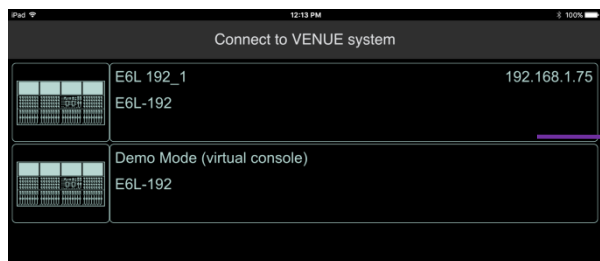 iPad 12:13 PM 100%
Connect to VENUE system
E6L 192_1 192.168.1.75
E6L-192
Demo Mode (virtual console)
E6L-192